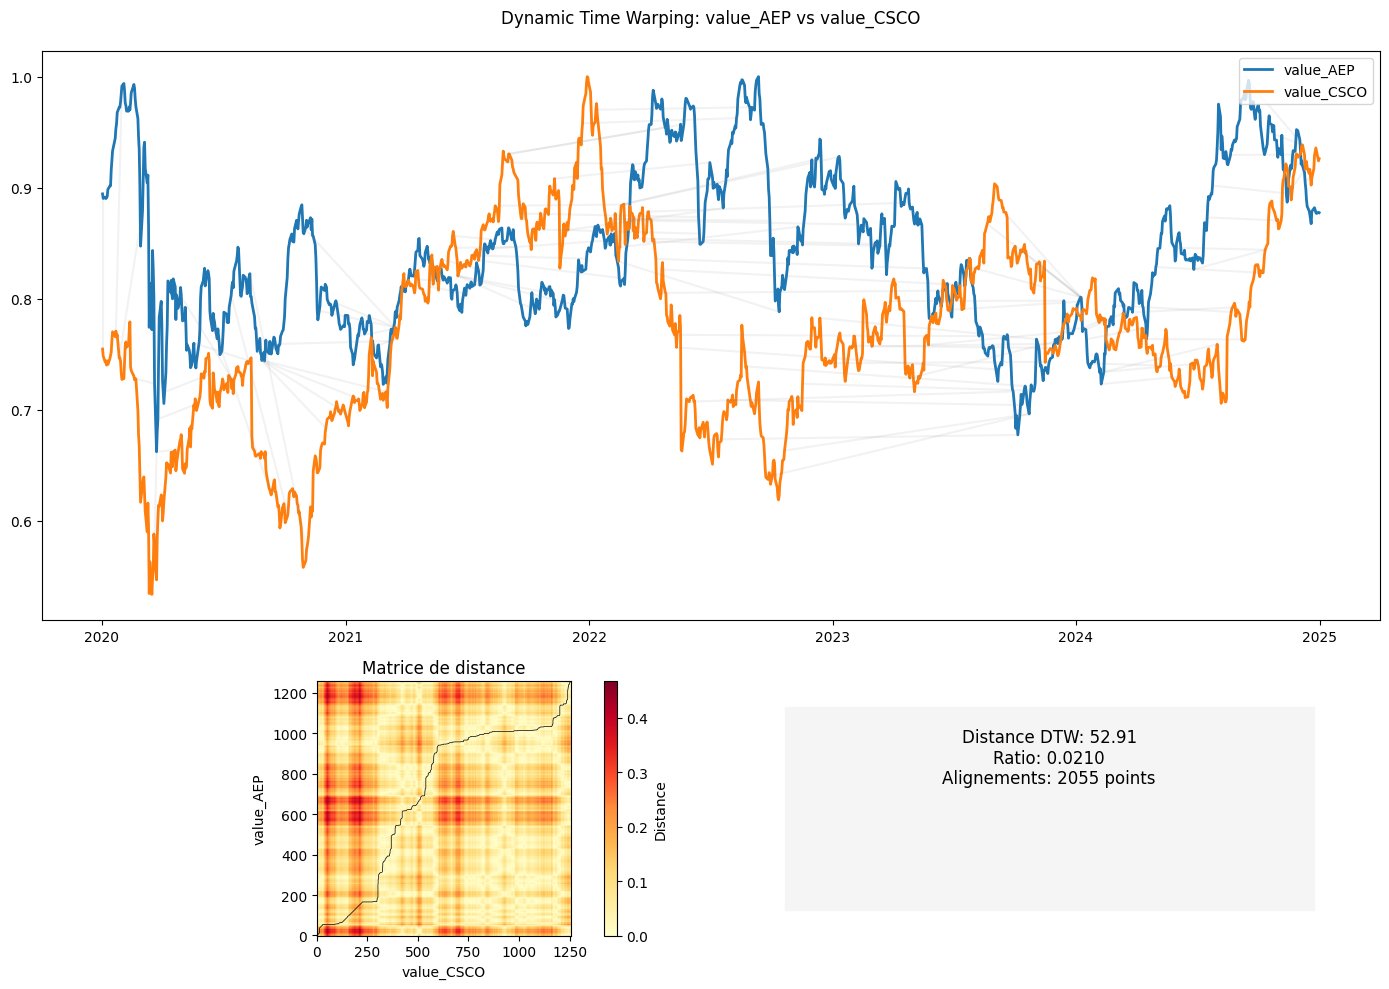 Dynamic Time Warping: value_AEP vs value_CSCO
value_AEP
value_CSCO
1.0
0.9
0.8
0.7
0.6
2020
2021
2022
2023
2024
2025
Matrice de distance
value_AEP
1200
1000
800
600
400
200
0
0
250
500
750
1000
1250
value_CSCO
0.4
0.3
0.2
0.1
0.0
Distance
Distance DTW: 52.91
Ratio: 0.0210
Alignements: 2055 points